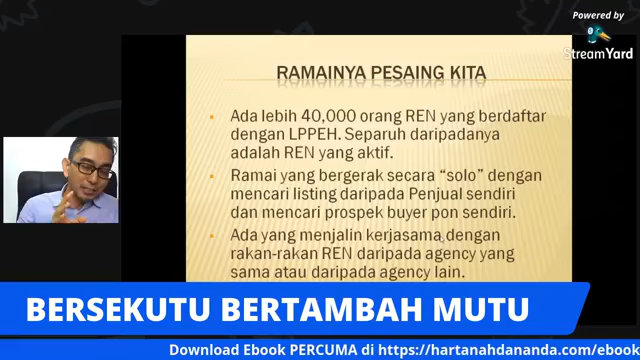 Powered by
StreamYard
RAMAINYA PESAING KITA
Ada lebih 40,000 orang REN yang berdaftar
dengan LPPEH. Separuh daripadanya
adalah REN yang aktif.
Ramai yang bergerak secara “solo” dengan
mencari listing daripada Penjual sendiri
dan mencari prospek buyer pon sendiri.
Ada yang menjalin kerjasama dengan
rakan-rakan REN daripada agency yang
sama atau daripada agency lain.
BERSEKUTU BERTAMBAH MUTU
Download Ebook PERCUMA di https://hartanahdananda.com/ebook